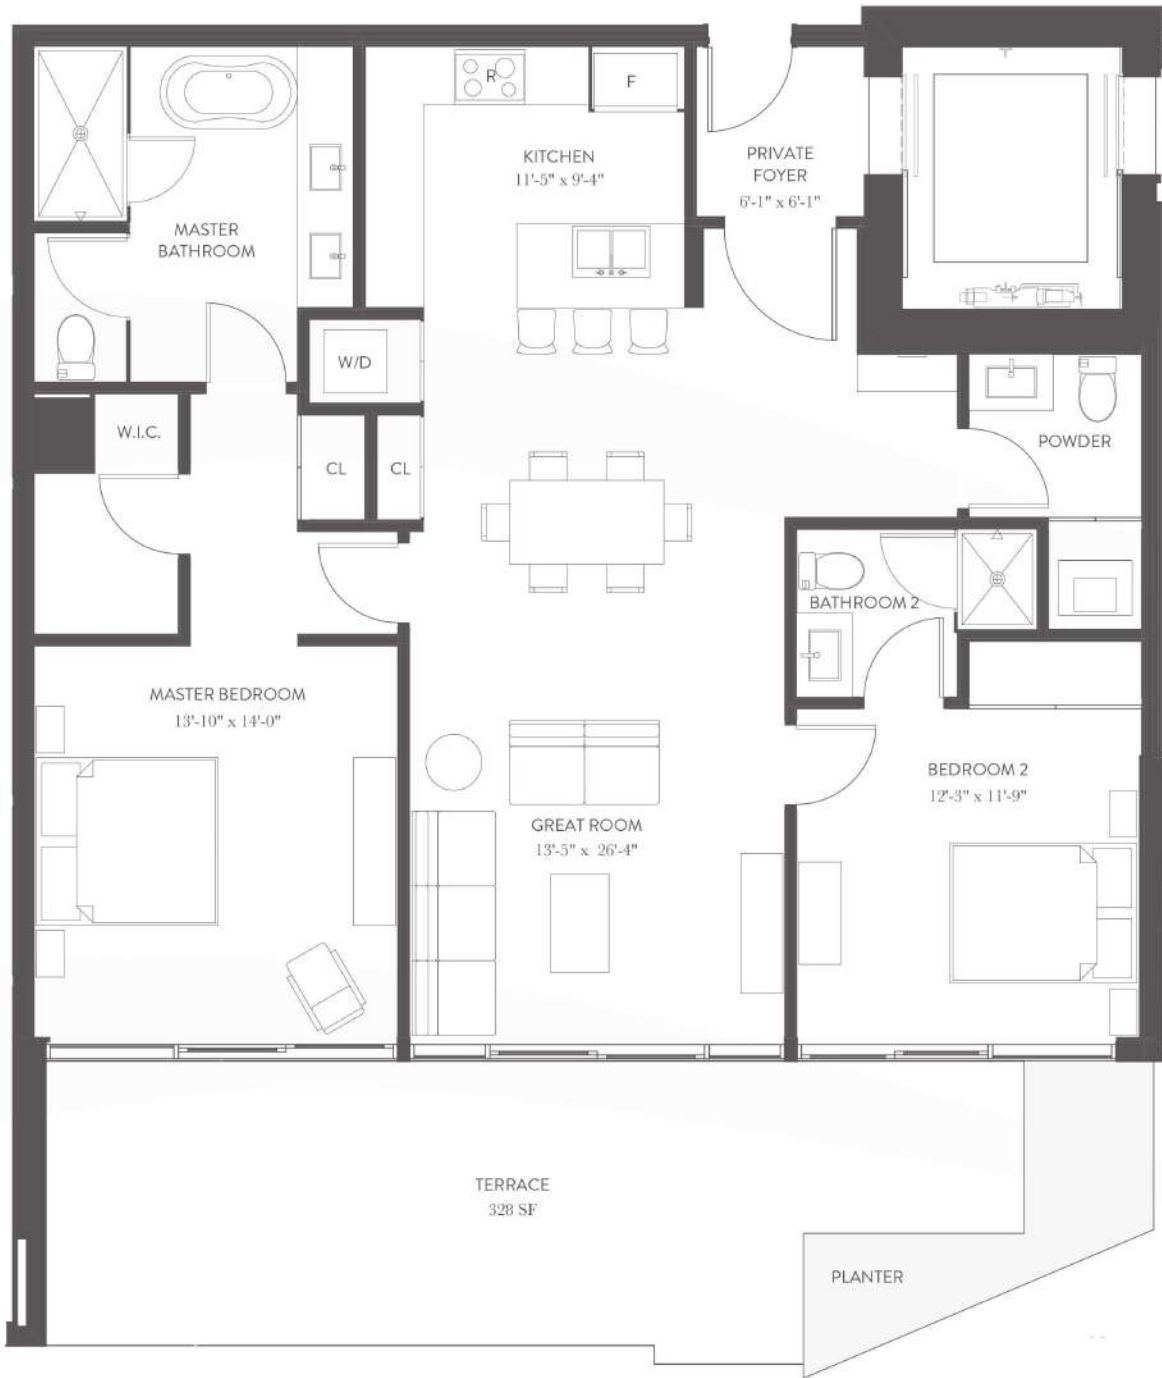 R
F
KITCHEN
11'-5" x 9'-4"
PRIVATE
FOYER
6'-1" x 6'-1"
MASTER
BATHROOM
W/D
W.I.C.
CL
CL
POWDER
BATHROOM 2
MASTER BEDROOM
13'-10" x 14'-0"
BEDROOM 2
12'-3" x 11'-9"
GREAT ROOM
13'-5" x 26'-4"
TERRACE
328 SF
PLANTER